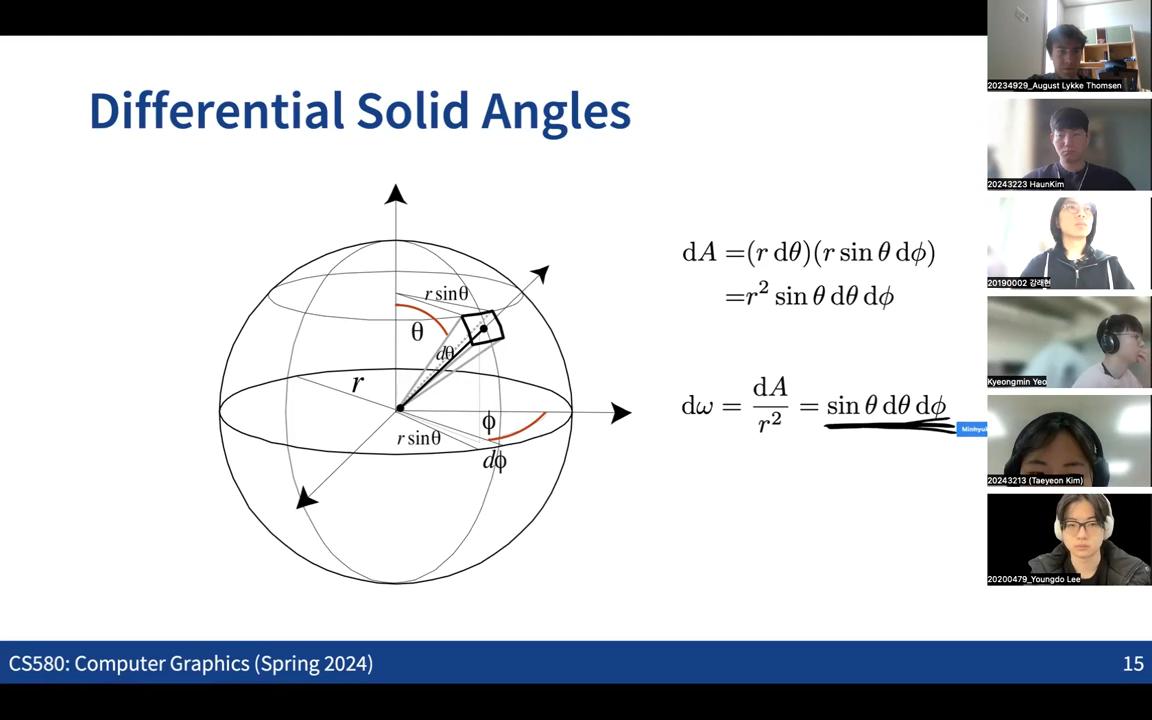 Differential Solid Angles
r sinθ
θ
dθ
r
ϕ
r sinθ
dϕ
dA =(r dθ)(r sin θ dϕ)
=r² sin θ dθ dϕ
dω = dA/r² = sin θ dθ dϕ
Minhyuk
CS580: Computer Graphics (Spring 2024)
15
20234929_August Lykke Thomsen
20243223 HaunKim
20190002 강래현
Kyeongmin Yeo
20243213 (Taeyeon Kim)
20200479_Youngdo Lee